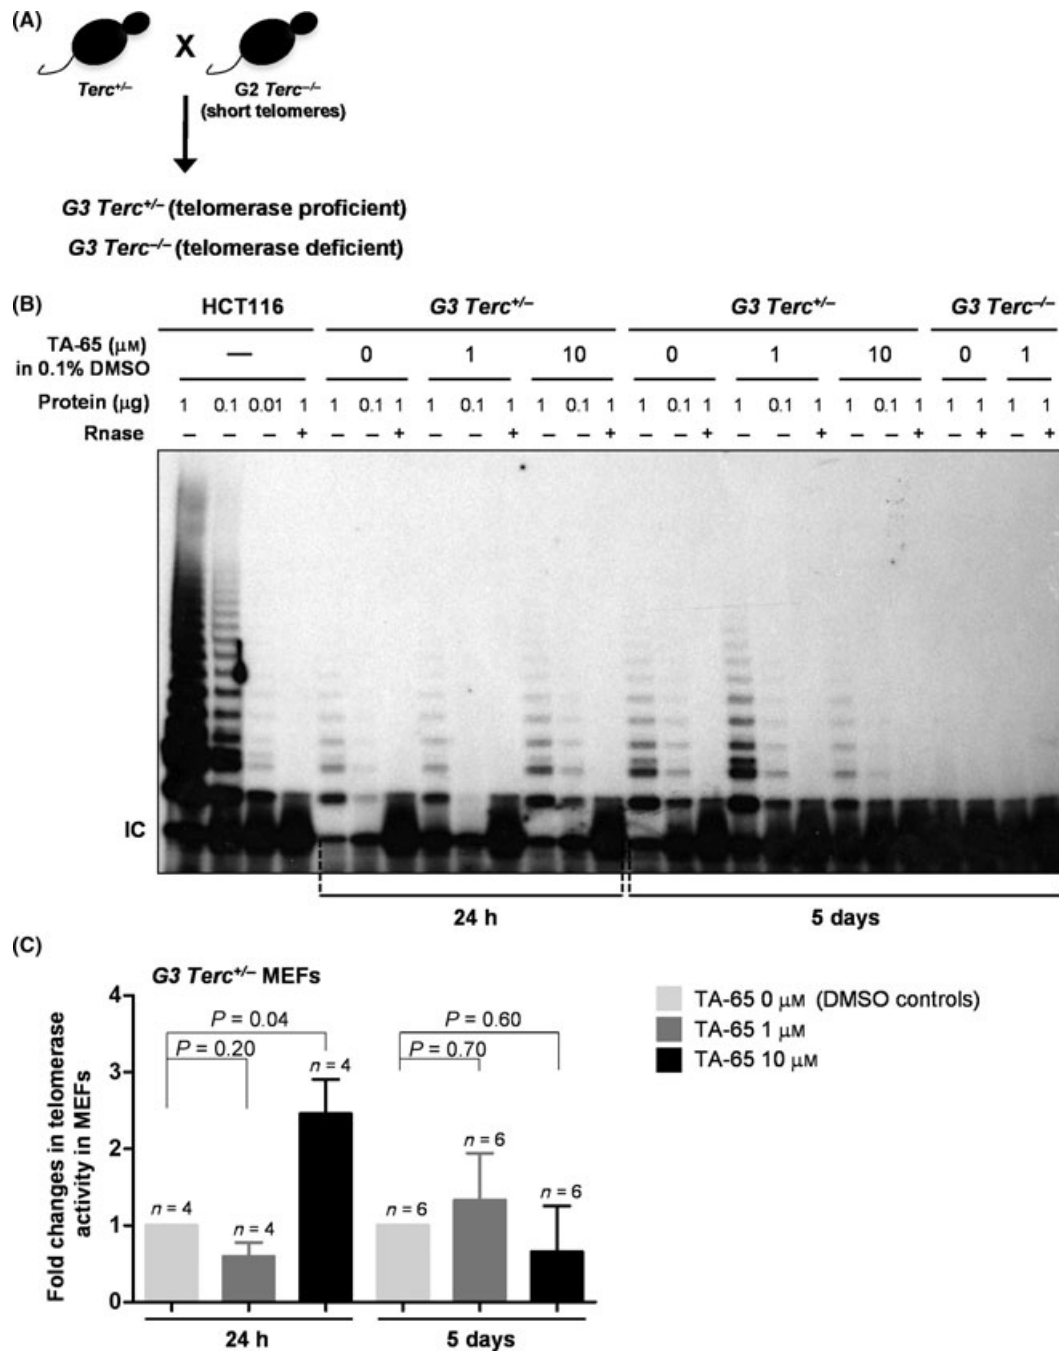 (A)
X
Terc+/–
G2 Terc–/–
(short telomeres)
G3 Terc+/– (telomerase proficient)
G3 Terc–/– (telomerase deficient)
(B)
HCT116 G3 Terc+/– G3 Terc+/– G3 Terc–/–
TA-65 (μM) in 0.1% DMSO — 0 1 10 0 1 10 0 1
Protein (μg) 1 0.1 0.01 1 1 0.1 1 1 0.1 1 1 0.1 1 1 0.1 1 1 0.1 1 1 0.1 1 1 1 1 1
Rnase – – – + – – + – – + – – + – – + – – + – – + – + – +
IC
24 h 5 days
(C)
G3 Terc+/– MEFs
Fold changes in telomerase
activity in MEFs
4
3
2
1
0
P = 0.04
P = 0.20
n = 4
n = 4
n = 4
P = 0.60
P = 0.70
n = 6
n = 6
n = 6
24 h 5 days
TA-65 0 μM (DMSO controls)
TA-65 1 μM
TA-65 10 μM